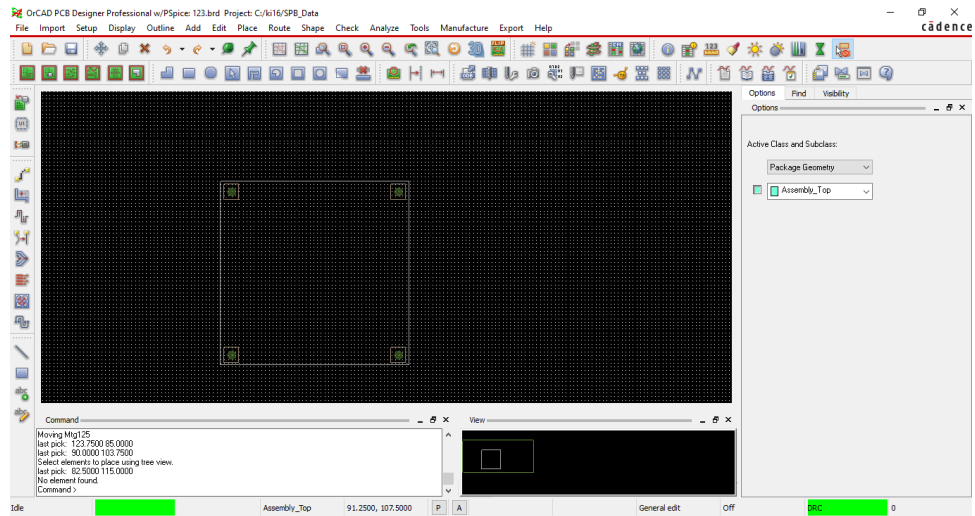 OrCAD PCB Designer Professional w/PSpice: 123.brd Project: C:/ki16/SPB_Data
File Import Setup Display Outline Add Edit Place Route Shape Check Analyze Tools Manufacture Export Help
cādence
Options Find Visibility
Options
Active Class and Subclass:
Package Geometry
Assembly_Top
Command
View
Moving Mtg125
last pick: 123.7500 85.0000
last pick: 90.0000 103.7500
Select elements to place using tree view.
last pick: 82.5000 115.0000
No element found.
Command >
Idle Assembly_Top 91.2500, 107.5000 P A General edit Off DRC 0